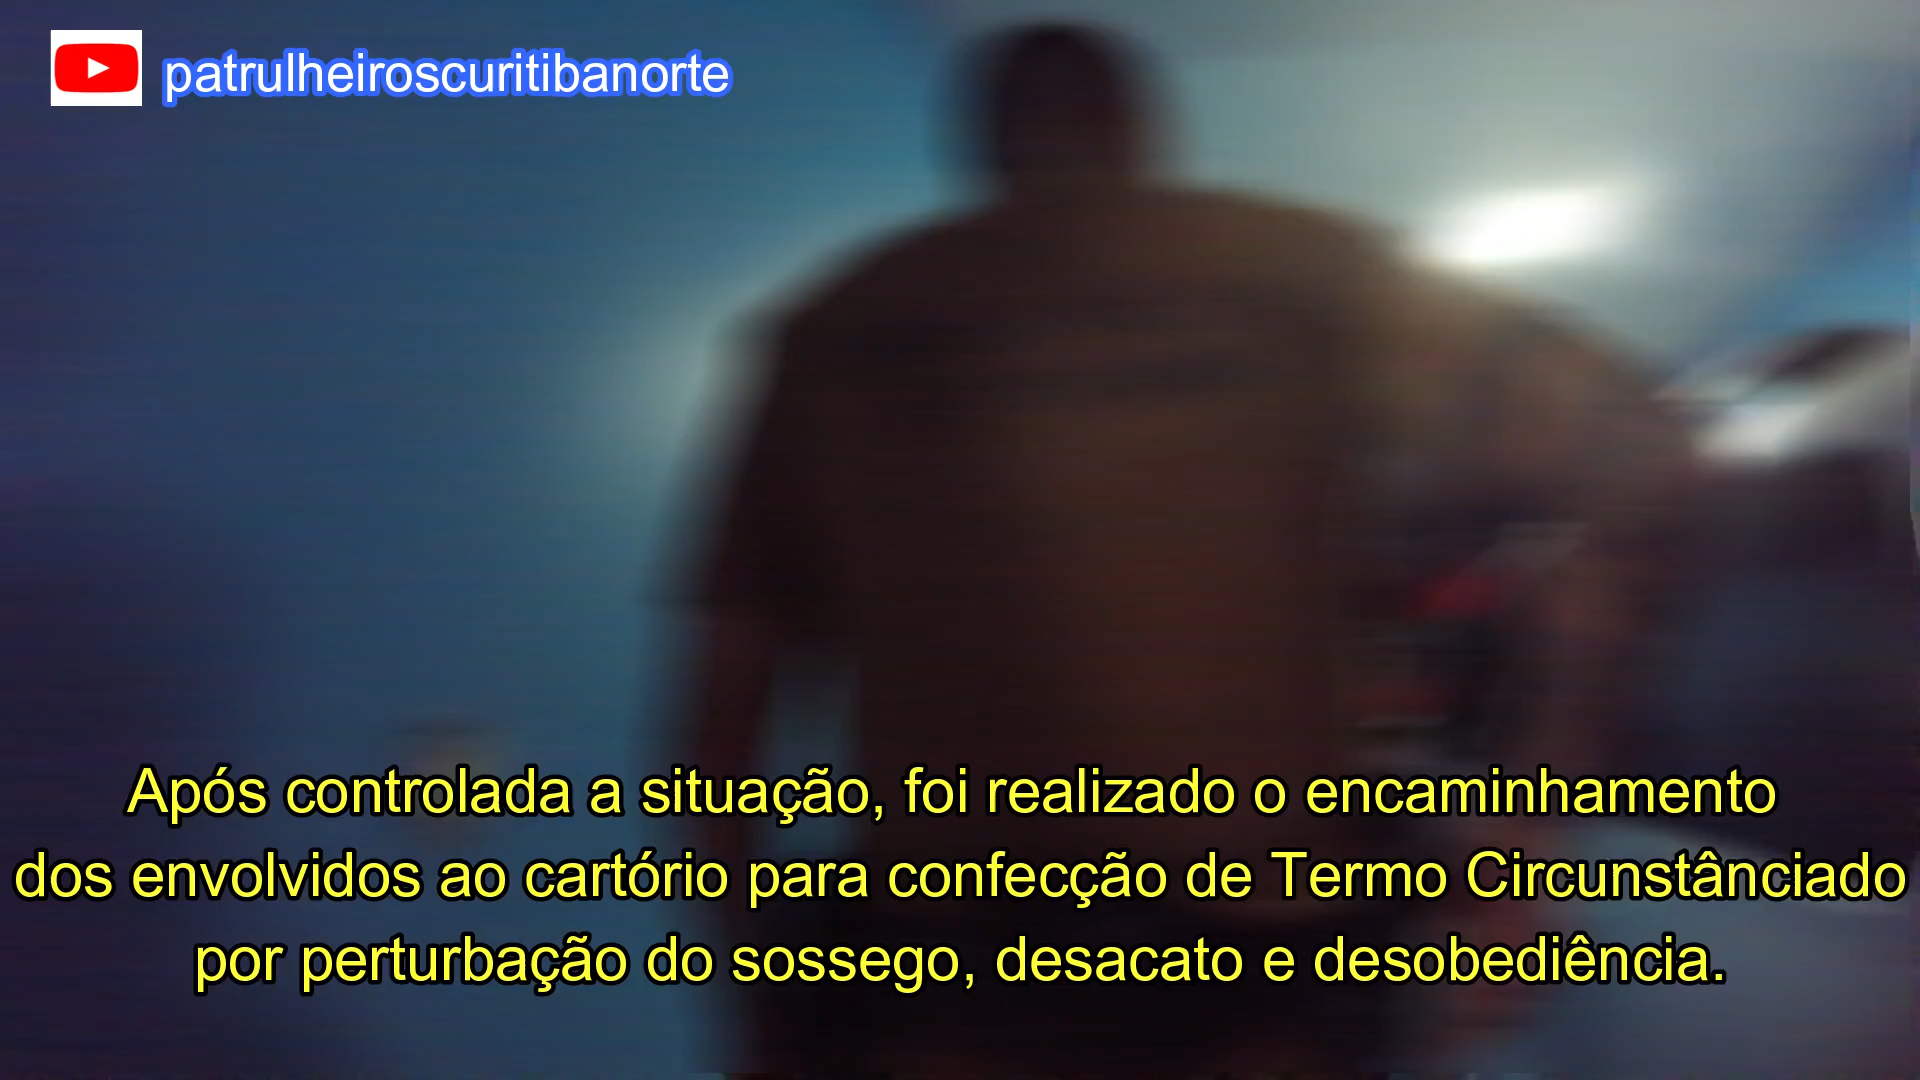 patrulheiroscuritibanorte
Após controlada a situação, foi realizado o encaminhamento
dos envolvidos ao cartório para confecção de Termo Circunstânciado
por perturbação do sossego, desacato e desobediência.